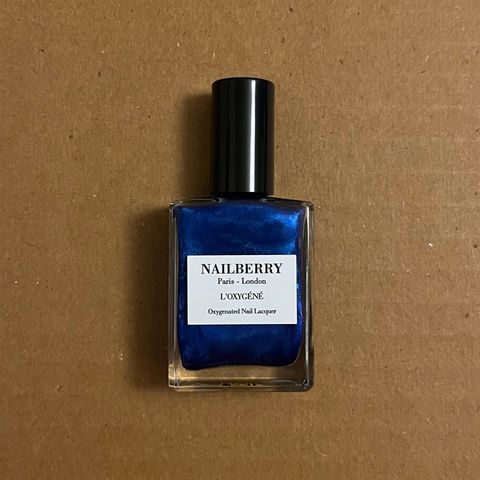 NAILBERRY
Paris - London
L'OXYGÉNÉ
Oxygenated Nail Lacquer